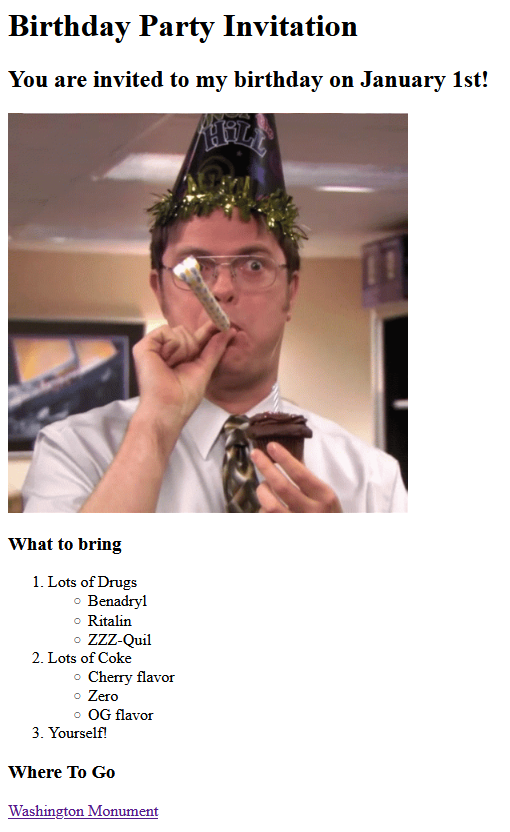 Birthday Party Invitation
You are invited to my birthday on January 1st!
HiLL
What to bring
1. Lots of Drugs
○ Benadryl
○ Ritalin
○ ZZZ-Quil
2. Lots of Coke
○ Cherry flavor
○ Zero
○ OG flavor
3. Yourself!
Where To Go
Washington Monument